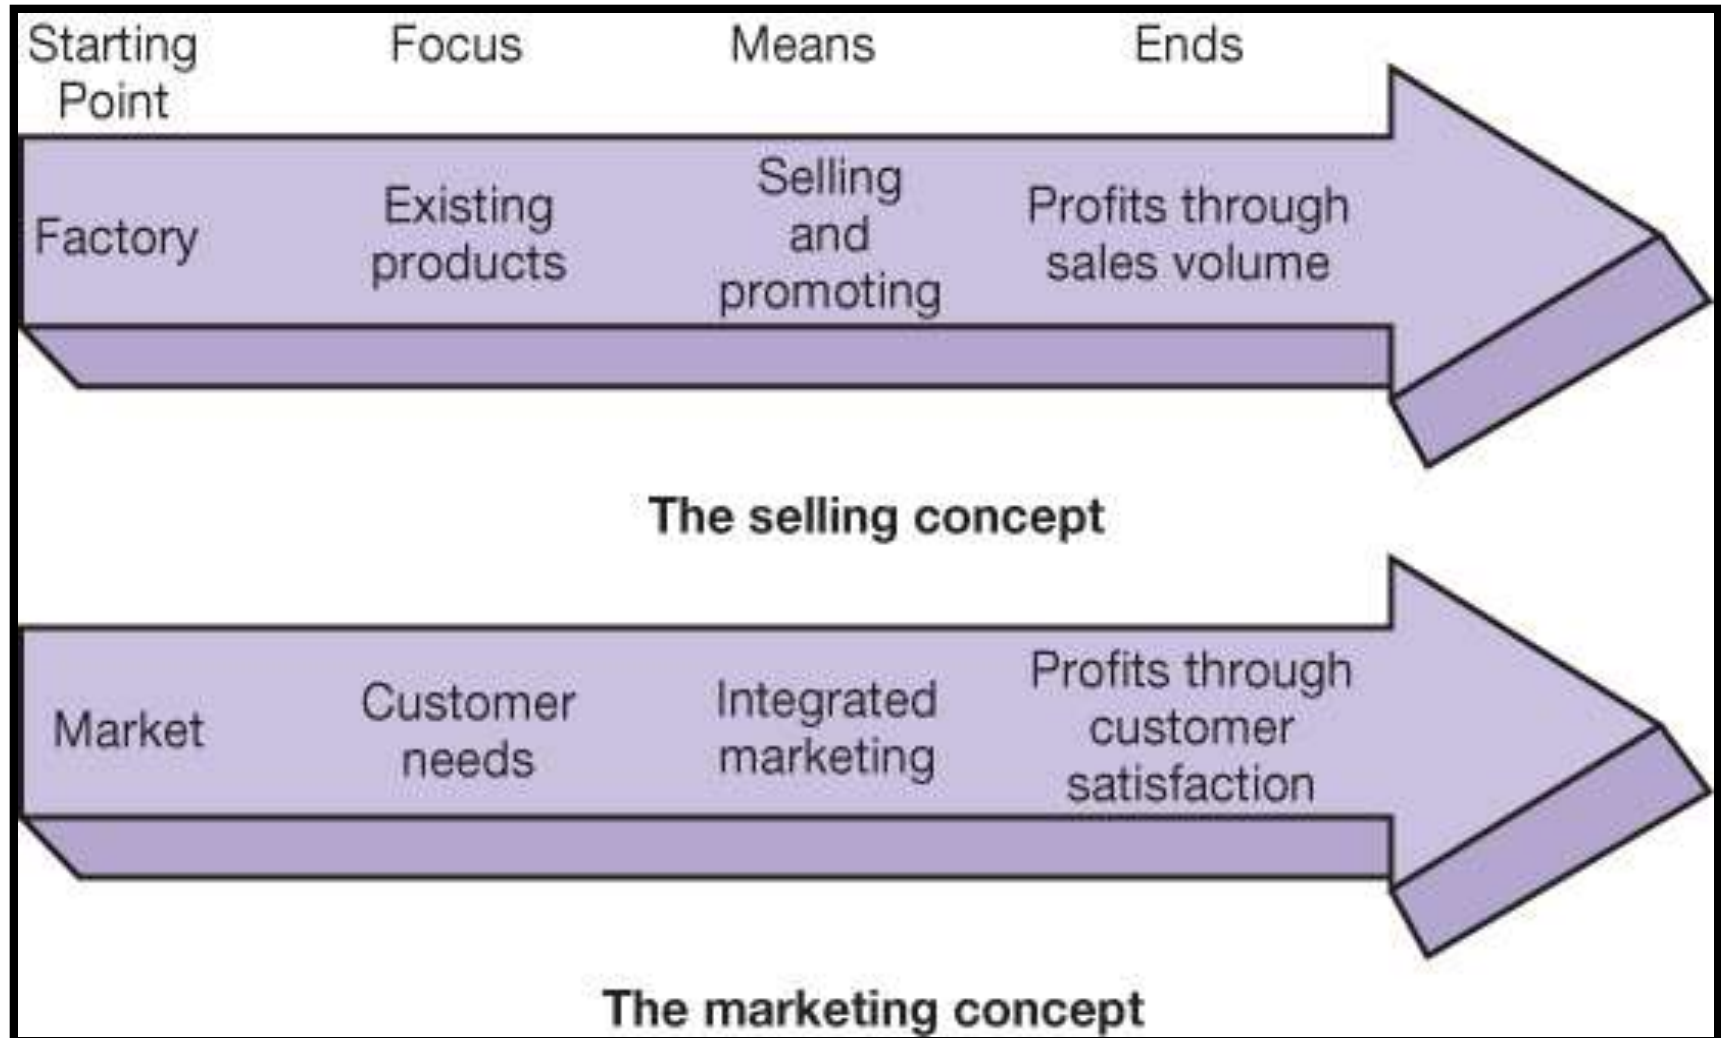 Starting
Point
Focus
Means
Ends
Factory
Existing
products
Selling
and
promoting
Profits through
sales volume
The selling concept
Market
Customer
needs
Integrated
marketing
Profits through
customer
satisfaction
The marketing concept